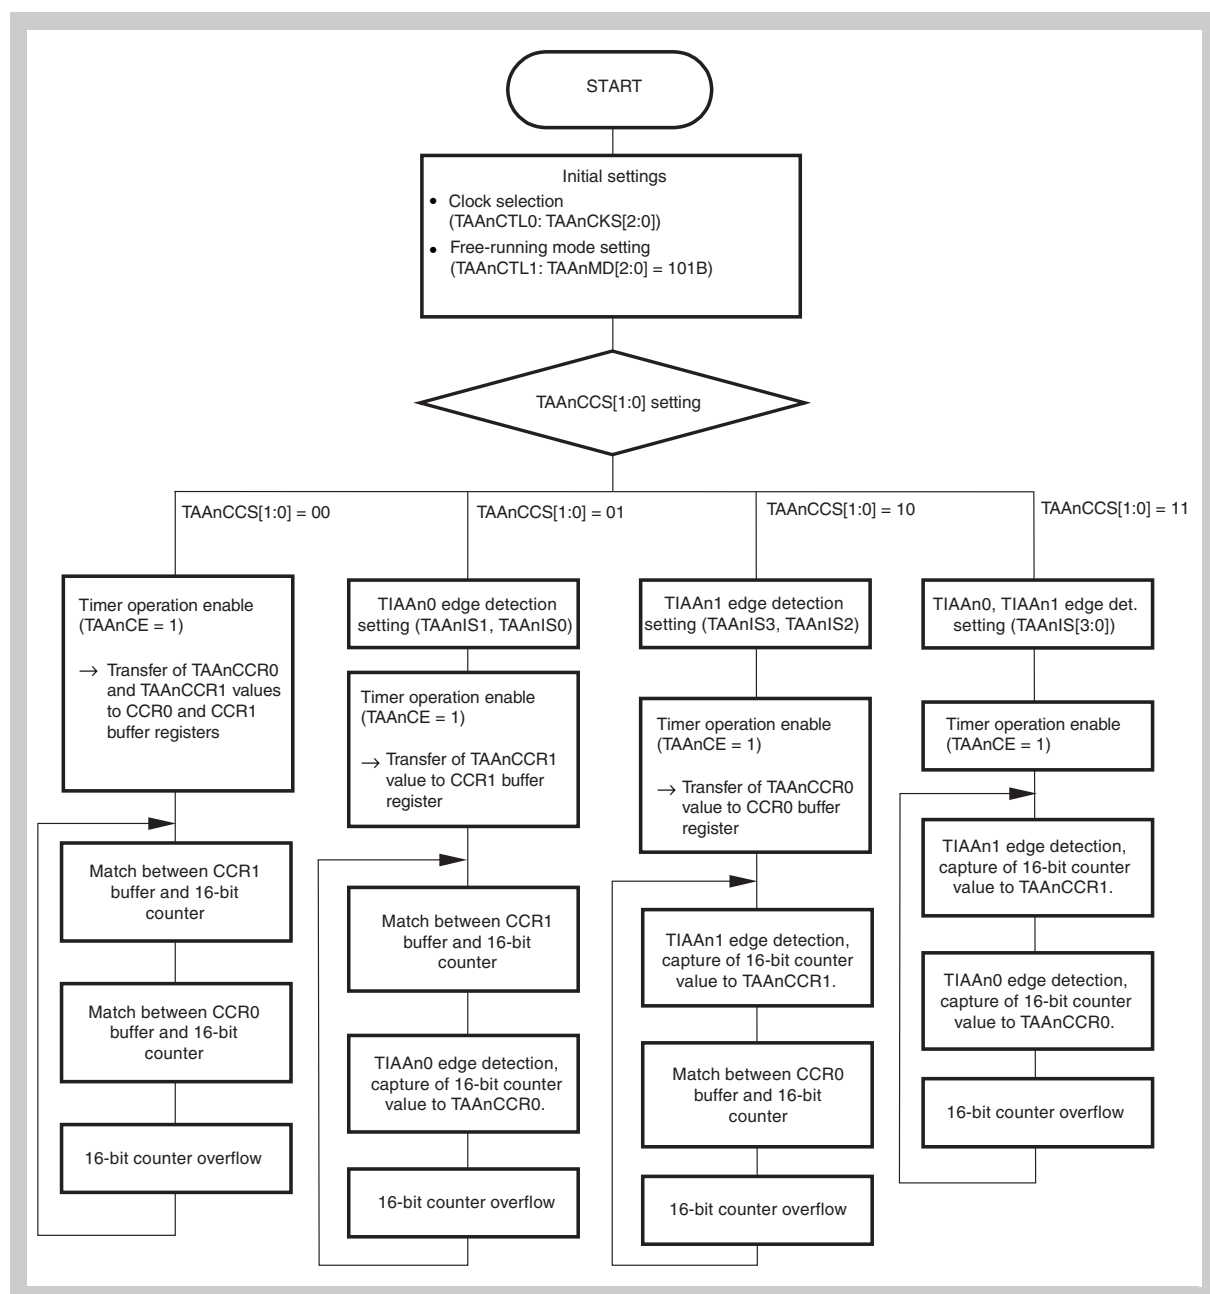 START
Initial settings
• Clock selection
(TAAnCTL0: TAAnCKS[2:0])
• Free-running mode setting
(TAAnCTL1: TAAnMD[2:0] = 101B)
TAAnCCS[1:0] setting
TAAnCCS[1:0] = 00
TAAnCCS[1:0] = 01
TAAnCCS[1:0] = 10
TAAnCCS[1:0] = 11
Timer operation enable
(TAAnCE = 1)
→ Transfer of TAAnCCR0
and TAAnCCR1 values
to CCR0 and CCR1
buffer registers
Match between CCR1
buffer and 16-bit
counter
Match between CCR0
buffer and 16-bit
counter
16-bit counter overflow
TIAAn0 edge detection
setting (TAAnIS1, TAAnIS0)
Timer operation enable
(TAAnCE = 1)
→ Transfer of TAAnCCR1
value to CCR1 buffer
register
Match between CCR1
buffer and 16-bit
counter
TIAAn0 edge detection,
capture of 16-bit counter
value to TAAnCCR0.
16-bit counter overflow
TIAAn1 edge detection
setting (TAAnIS3, TAAnIS2)
Timer operation enable
(TAAnCE = 1)
→ Transfer of TAAnCCR0
value to CCR0 buffer
register
TIAAn1 edge detection,
capture of 16-bit counter
value to TAAnCCR1.
Match between CCR0
buffer and 16-bit
counter
16-bit counter overflow
TIAAn0, TIAAn1 edge det.
setting (TAAnIS[3:0])
Timer operation enable
(TAAnCE = 1)
TIAAn1 edge detection,
capture of 16-bit counter
value to TAAnCCR1.
TIAAn0 edge detection,
capture of 16-bit counter
value to TAAnCCR0.
16-bit counter overflow